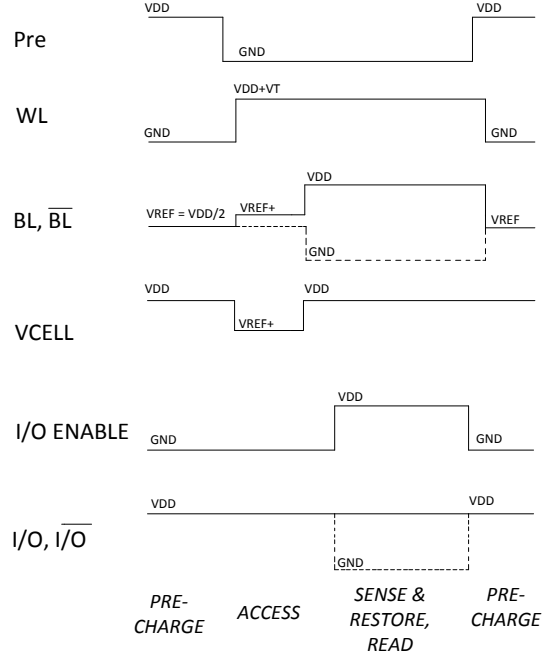 VDD
VDD
Pre
GND
VDD+VT
WL
GND
GND
VDD
BL, BL
VREF = VDD/2
VREF+
VREF
GND
VDD
VDD
VCELL
VREF+
VDD
I/O ENABLE
GND
GND
VDD
VDD
I/O, I/O
GND
PRE-
CHARGE
ACCESS
SENSE &
RESTORE,
READ
PRE-
CHARGE